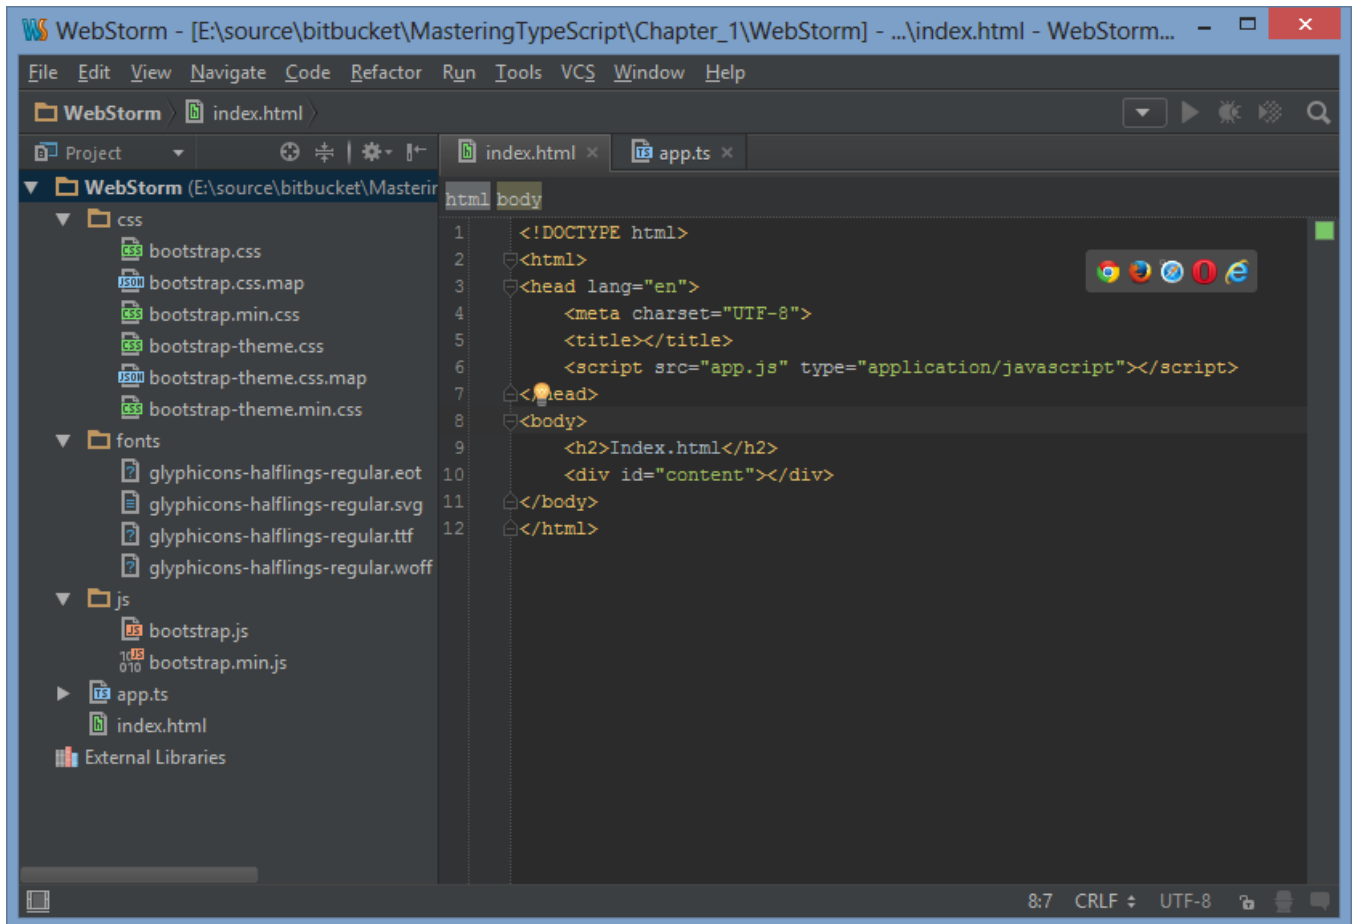 WebStorm - [E:\source\bitbucket\MasteringTypeScript\Chapter_1\WebStorm] - ...\index.html - WebStorm...
File Edit View Navigate Code Refactor Run Tools VCS Window Help
WebStorm index.html
Project
index.html app.ts
WebStorm (E:\source\bitbucket\Masterin
html body
css
bootstrap.css
bootstrap.css.map
bootstrap.min.css
bootstrap-theme.css
bootstrap-theme.css.map
bootstrap-theme.min.css
fonts
glyphicons-halflings-regular.eot
glyphicons-halflings-regular.svg
glyphicons-halflings-regular.ttf
glyphicons-halflings-regular.woff
js
bootstrap.js
bootstrap.min.js
app.ts
index.html
External Libraries
1 <!DOCTYPE html>
2 <html>
3 <head lang="en">
4 <meta charset="UTF-8">
5 <title></title>
6 <script src="app.js" type="application/javascript"></script>
7 </head>
8 <body>
9 <h2>Index.html</h2>
10 <div id="content"></div>
11 </body>
12 </html>
8:7 CRLF UTF-8